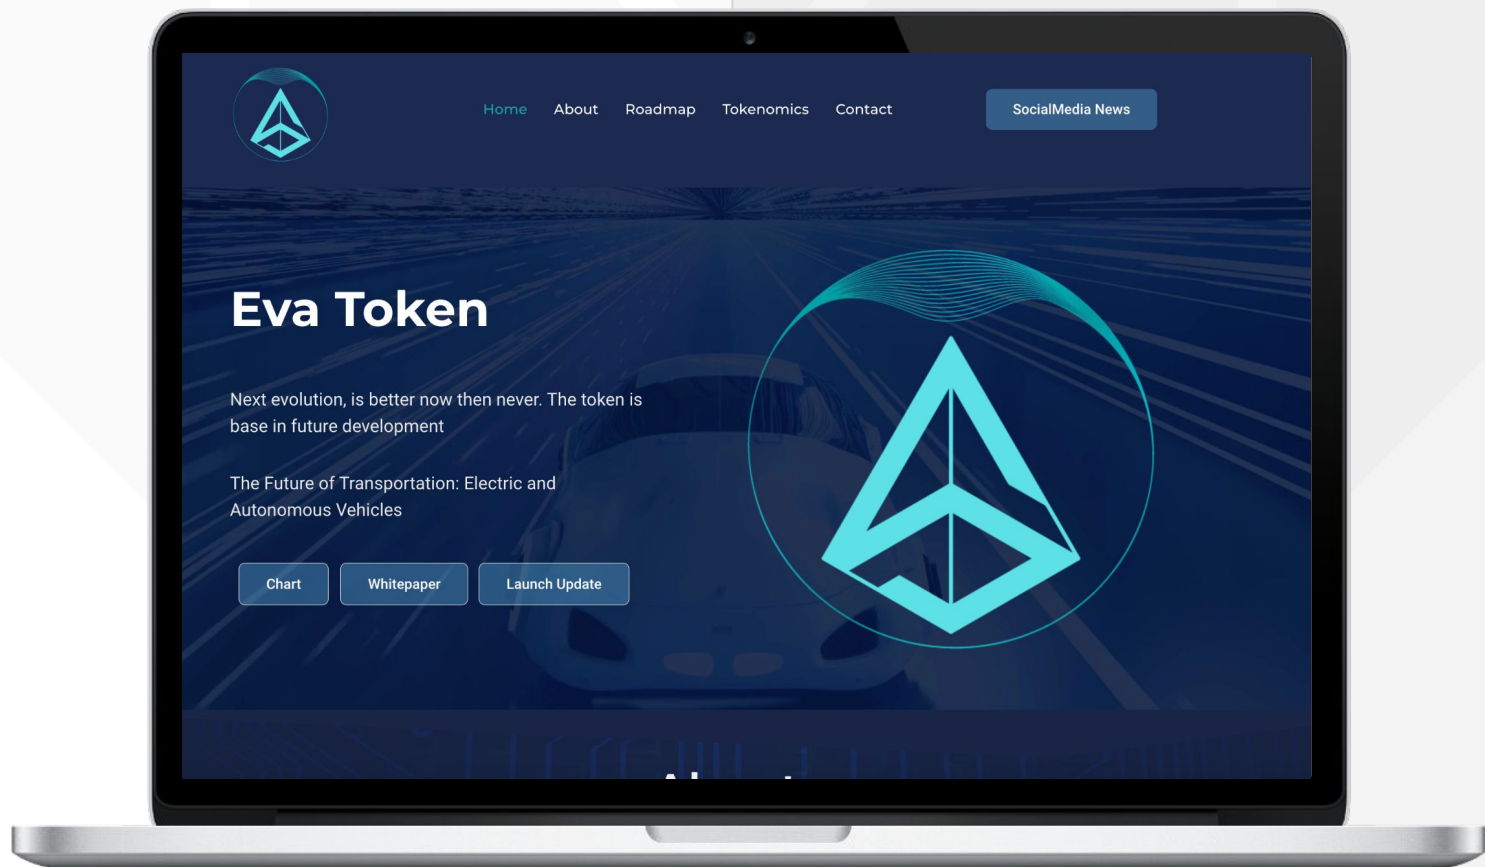 Home About Roadmap Tokenomics Contact SocialMedia News
Eva Token
Next evolution, is better now then never. The token is
base in future development
The Future of Transportation: Electric and
Autonomous Vehicles
Chart Whitepaper Launch Update